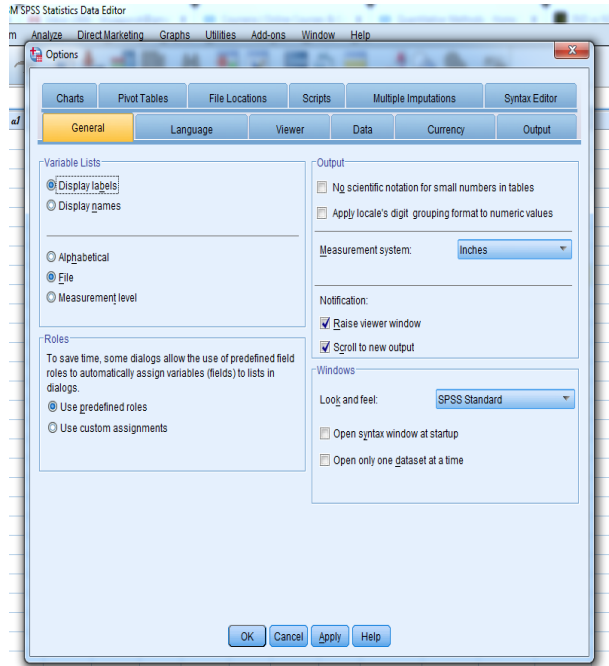 M SPSS Statistics Data Editor
m Analyze Direct Marketing Graphs Utilities Add-ons Window Help
Options
Charts Pivot Tables File Locations Scripts Multiple Imputations Syntax Editor
General Language Viewer Data Currency Output
Variable Lists
Display labels
Display names
Alphabetical
File
Measurement level
Roles
To save time, some dialogs allow the use of predefined field
roles to automatically assign variables (fields) to lists in
dialogs.
Use predefined roles
Use custom assignments
Output
No scientific notation for small numbers in tables
Apply locale's digit grouping format to numeric values
Measurement system: Inches
Notification:
Raise viewer window
Scroll to new output
Windows
Look and feel: SPSS Standard
Open syntax window at startup
Open only one dataset at a time
OK Cancel Apply Help